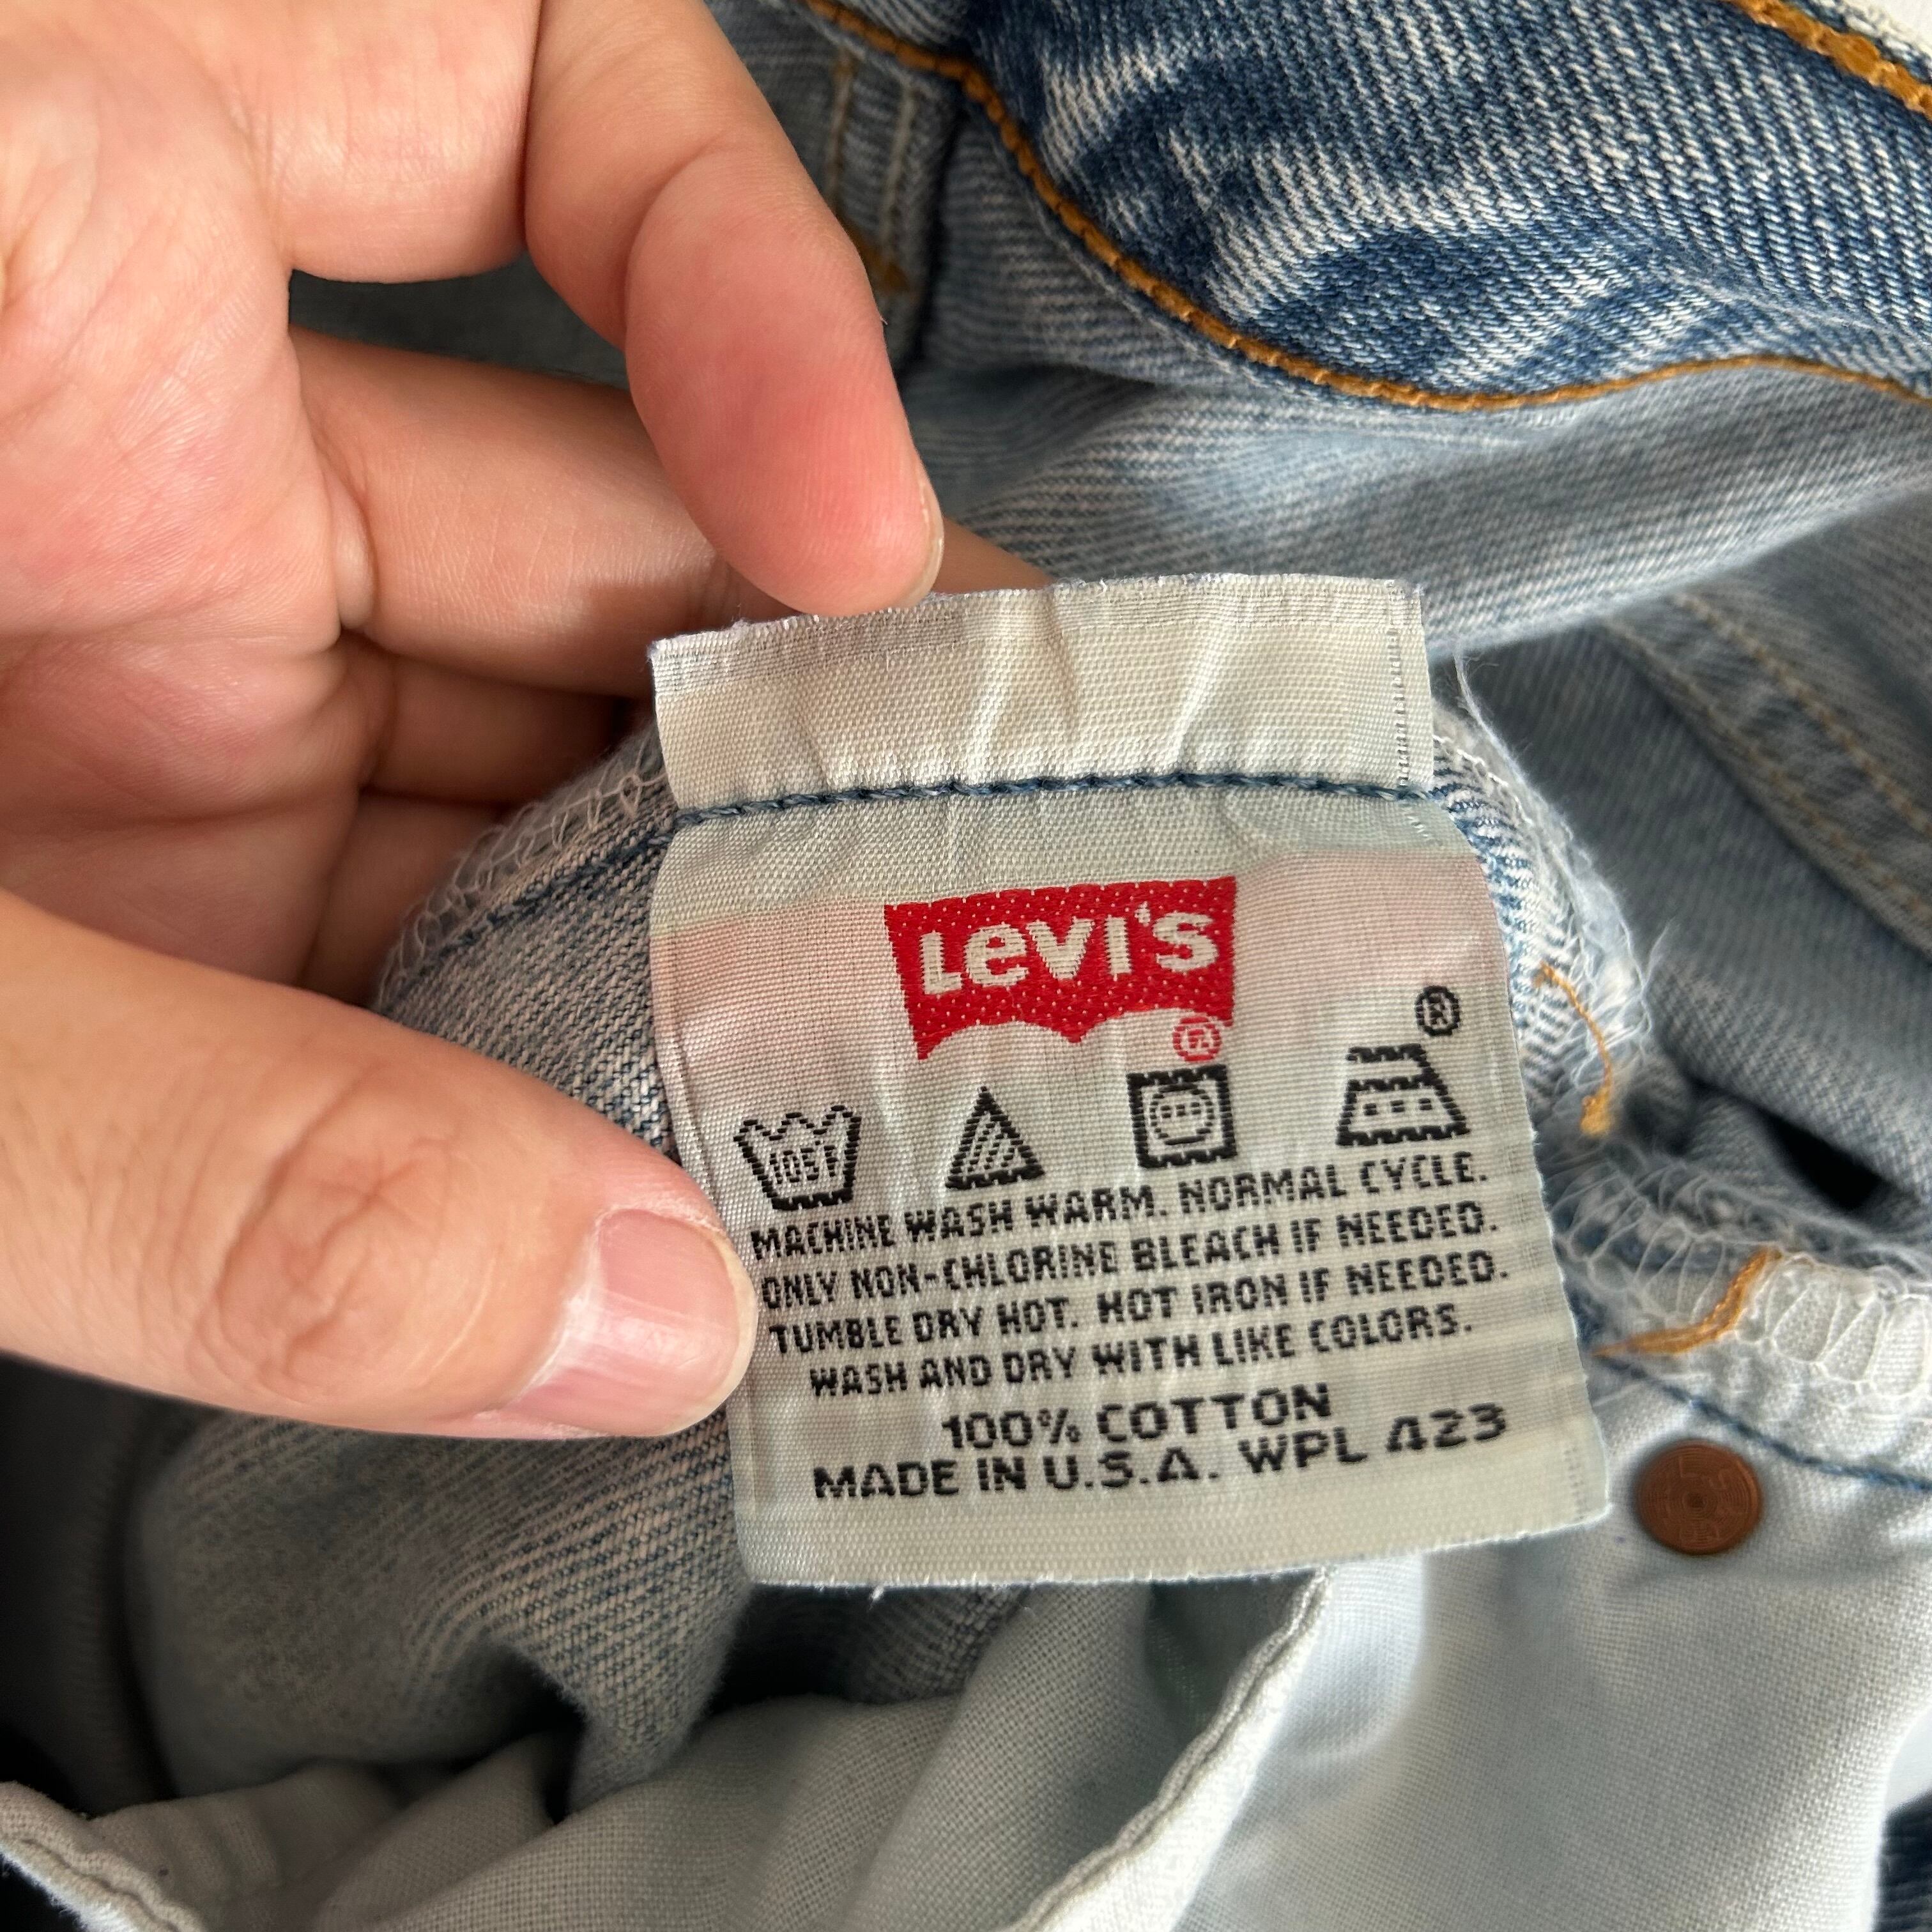 Levi's
®
®
105F
MACHINE WASH WARM. NORMAL CYCLE.
ONLY NON-CHLORINE BLEACH IF NEEDED.
TUMBLE DRY HOT. HOT IRON IF NEEDED.
WASH AND DRY WITH LIKE COLORS.
100% COTTON
MADE IN U.S.A. WPL 423